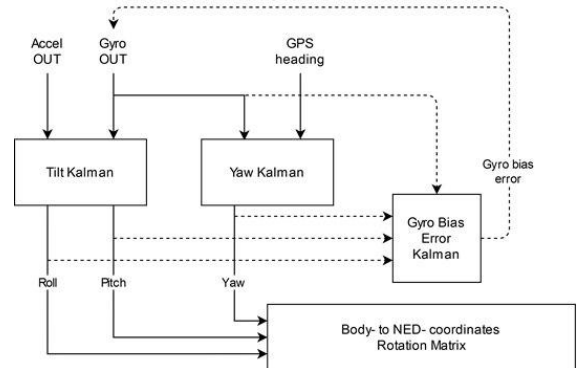 Accel
OUT
Gyro
OUT
GPS
heading
Tilt Kalman
Yaw Kalman
Gyro bias
error
Gyro Bias
Error
Kalman
Roll
Pitch
Yaw
Body- to NED- coordinates
Rotation Matrix